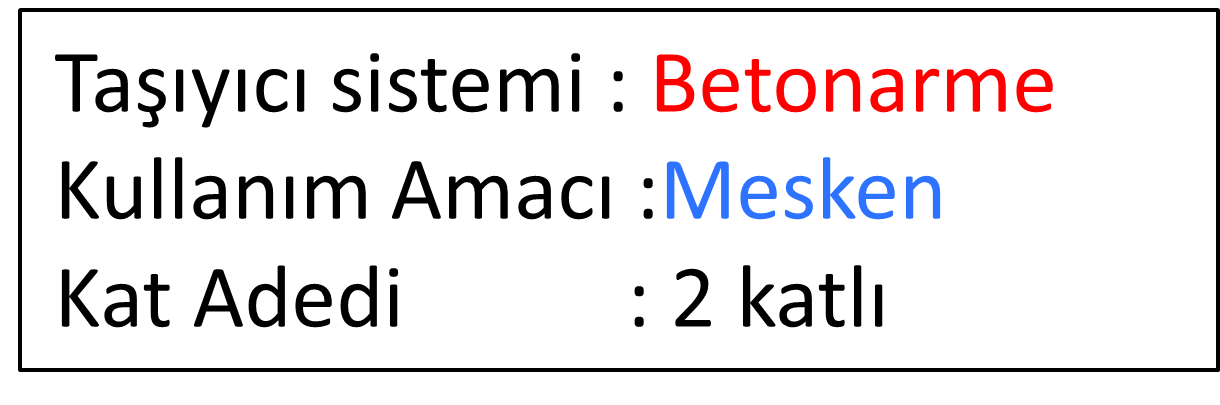 Taşıyıcı sistemi : Betonarme
Kullanım Amacı :Mesken
Kat Adedi : 2 katlı